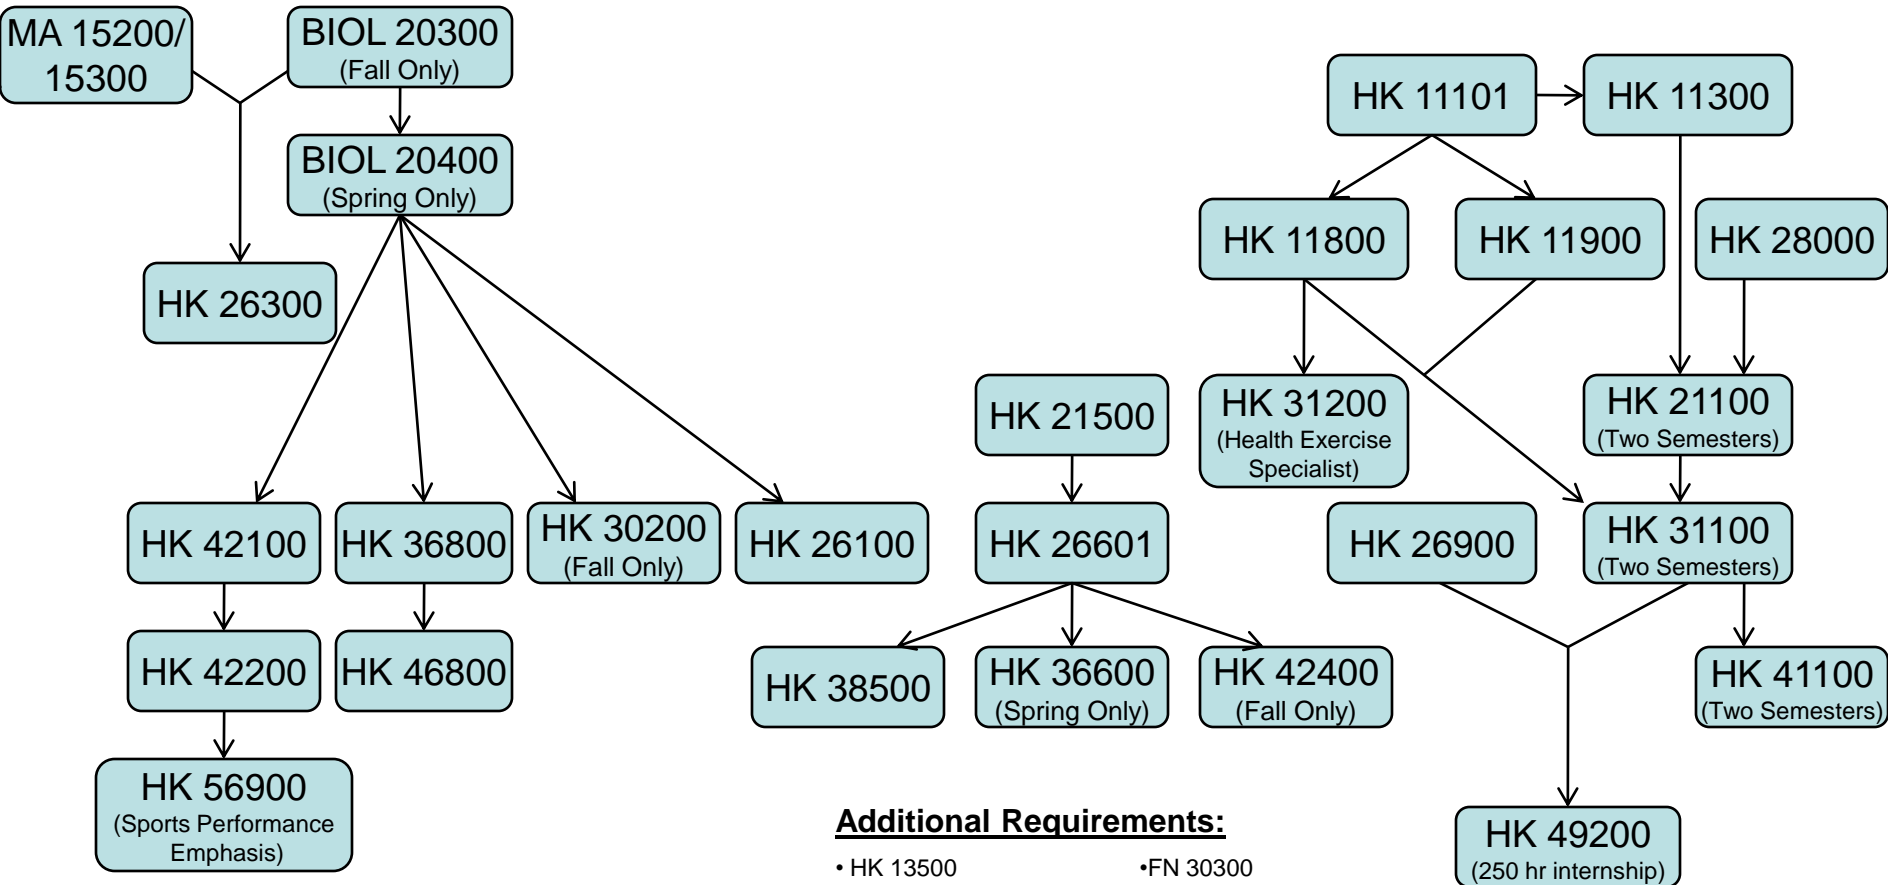 MA 15200/
15300
BIOL 20300
(Fall Only)
BIOL 20400
(Spring Only)
HK 26300
HK 11101
HK 11300
HK 11800
HK 11900
HK 28000
HK 31200
(Health Exercise
Specialist)
HK 21100
(Two Semesters)
HK 21500
HK 42100
HK 36800
HK 30200
(Fall Only)
HK 26100
HK 26601
HK 26900
HK 31100
(Two Semesters)
HK 42200
HK 46800
HK 38500
HK 36600
(Spring Only)
HK 42400
(Fall Only)
HK 41100
(Two Semesters)
HK 56900
(Sports Performance
Emphasis)
HK 49200
(250 hr internship)
Additional Requirements:
• HK 13500
•FN 30300